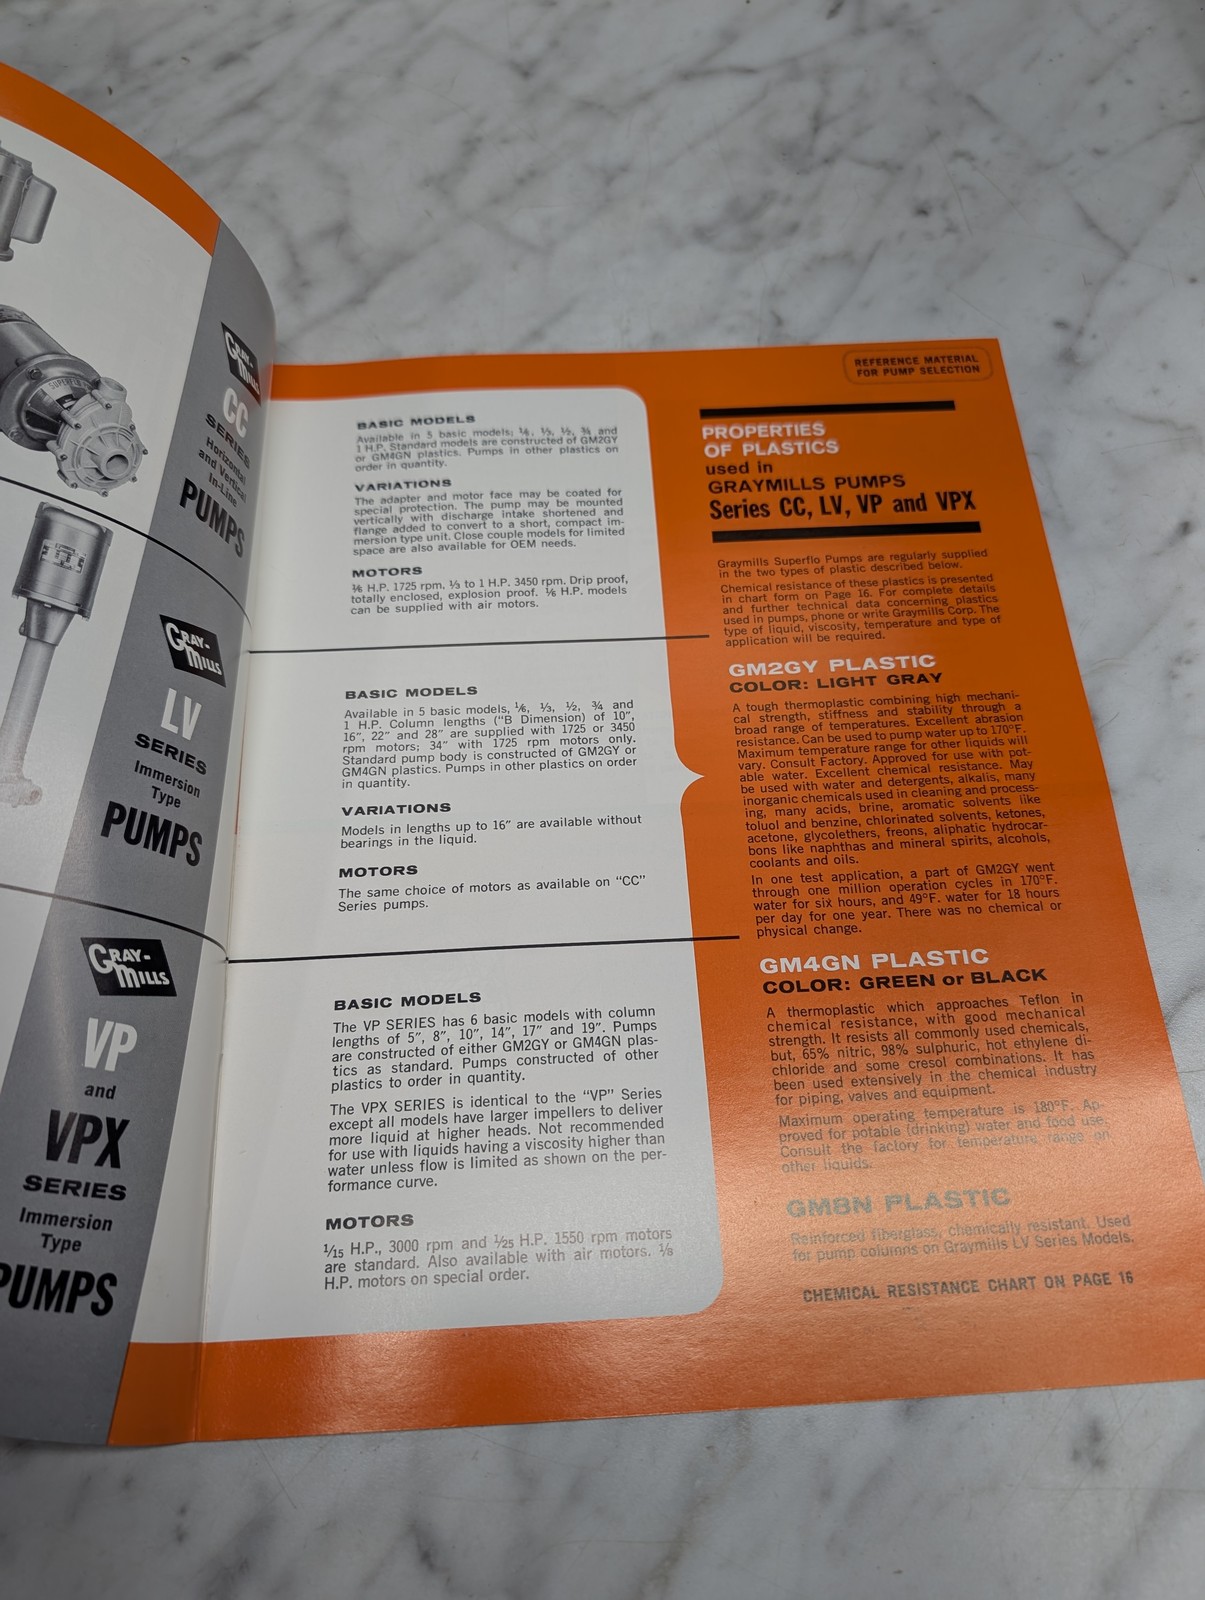 GRAY-
MILLS
CC
SERIES
Horizontal
and Vertical
In-Line
PUMPS
GRAY-
MILLS
LV
SERIES
Immersion
Type
PUMPS
GRAY-
MILLS
VP
and
VPX
SERIES
Immersion
Type
PUMPS
BASIC MODELS
Available in 5 basic models; ⅙, ⅓, ½, ¾ and
1 H.P. Standard models are constructed of GM2GY
or GM4GN plastics. Pumps in other plastics on
order in quantity.
VARIATIONS
The adapter and motor face may be coated for
special protection. The pump may be mounted
vertically with discharge intake shortened and
flange added to convert to a short, compact im-
mersion type unit. Close couple models for limited
space are also available for OEM needs.
MOTORS
⅙ H.P. 1725 rpm, ⅓ to 1 H.P. 3450 rpm. Drip proof,
totally enclosed, explosion proof. ⅙ H.P. models
can be supplied with air motors.
BASIC MODELS
Available in 5 basic models, ⅙, ⅓, ½, ¾ and
1 H.P. Column lengths ("B Dimension) of 10",
16", 22" and 28" are supplied with 1725 or 3450
rpm motors; 34" with 1725 rpm motors only.
Standard pump body is constructed of GM2GY or
GM4GN plastics. Pumps in other plastics on order
in quantity.
VARIATIONS
Models in lengths up to 16" are available without
bearings in the liquid.
MOTORS
The same choice of motors as available on "CC"
Series pumps.
BASIC MODELS
The VP SERIES has 6 basic models with column
lengths of 5", 8", 10", 14", 17" and 19". Pumps
are constructed of either GM2GY or GM4GN plas-
tics as standard. Pumps constructed of other
plastics to order in quantity.
The VPX SERIES is identical to the "VP" Series
except all models have larger impellers to deliver
more liquid at higher heads. Not recommended
for use with liquids having a viscosity higher than
water unless flow is limited as shown on the per-
formance curve.
MOTORS
1/15 H.P., 3000 rpm and 1/25 H.P. 1550 rpm motors
are standard. Also available with air motors. ⅛
H.P. motors on special order.
REFERENCE MATERIAL
FOR PUMP SELECTION
PROPERTIES
OF PLASTICS
used in
GRAYMILLS PUMPS
Series CC, LV, VP and VPX
Graymills Superflo Pumps are regularly supplied
in the two types of plastic described below.
Chemical resistance of these plastics is presented
in chart form on Page 16. For complete details
and further technical data concerning plastics
used in pumps, phone or write Graymills Corp. The
type of liquid, viscosity, temperature and type of
application will be required.
GM2GY PLASTIC
COLOR: LIGHT GRAY
A tough thermoplastic combining high mechani-
cal strength, stiffness and stability through a
broad range of temperatures. Excellent abrasion
resistance. Can be used to pump water up to 170°F.
Maximum temperature range for other liquids will
vary. Consult Factory. Approved for use with pot-
able water. Excellent chemical resistance. May
be used with water and detergents, alkalis, many
inorganic chemicals used in cleaning and process-
ing, many acids, brine, aromatic solvents like
toluol and benzine, chlorinated solvents, ketones,
acetone, glycolethers, freons, aliphatic hydrocar-
bons like naphthas and mineral spirits, alcohols,
coolants and oils.
In one test application, a part of GM2GY went
through one million operation cycles in 170°F.
water for six hours, and 49°F. water for 18 hours
per day for one year. There was no chemical or
physical change.
GM4GN PLASTIC
COLOR: GREEN or BLACK
A thermoplastic which approaches Teflon in
chemical resistance, with good mechanical
strength. It resists all commonly used chemicals,
but, 65% nitric, 98% sulphuric, hot ethylene di-
chloride and some cresol combinations. It has
been used extensively in the chemical industry
for piping, valves and equipment.
Maximum operating temperature is 180°F. Ap-
proved for potable (drinking) water and food use.
Consult the factory for temperature range on
other liquids.
GM8N PLASTIC
Reinforced fiberglass, chemically resistant. Used
for pump columns on Graymills LV Series Models.
CHEMICAL RESISTANCE CHART ON PAGE 16